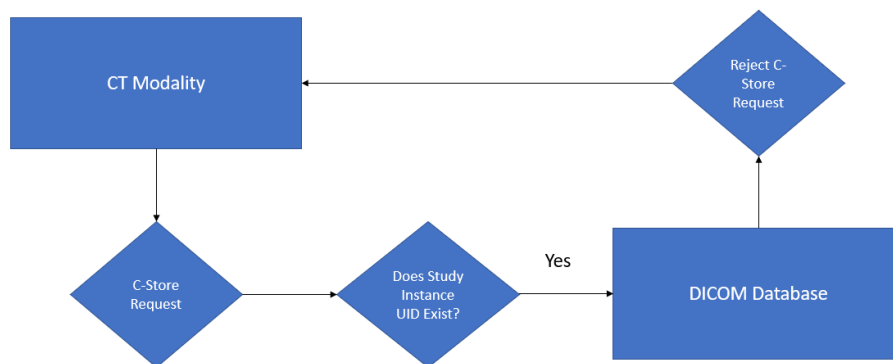 CT Modality
Reject C-
Store
Request
C-Store
Request
Does Study
Instance
UID Exist?
Yes
DICOM Database